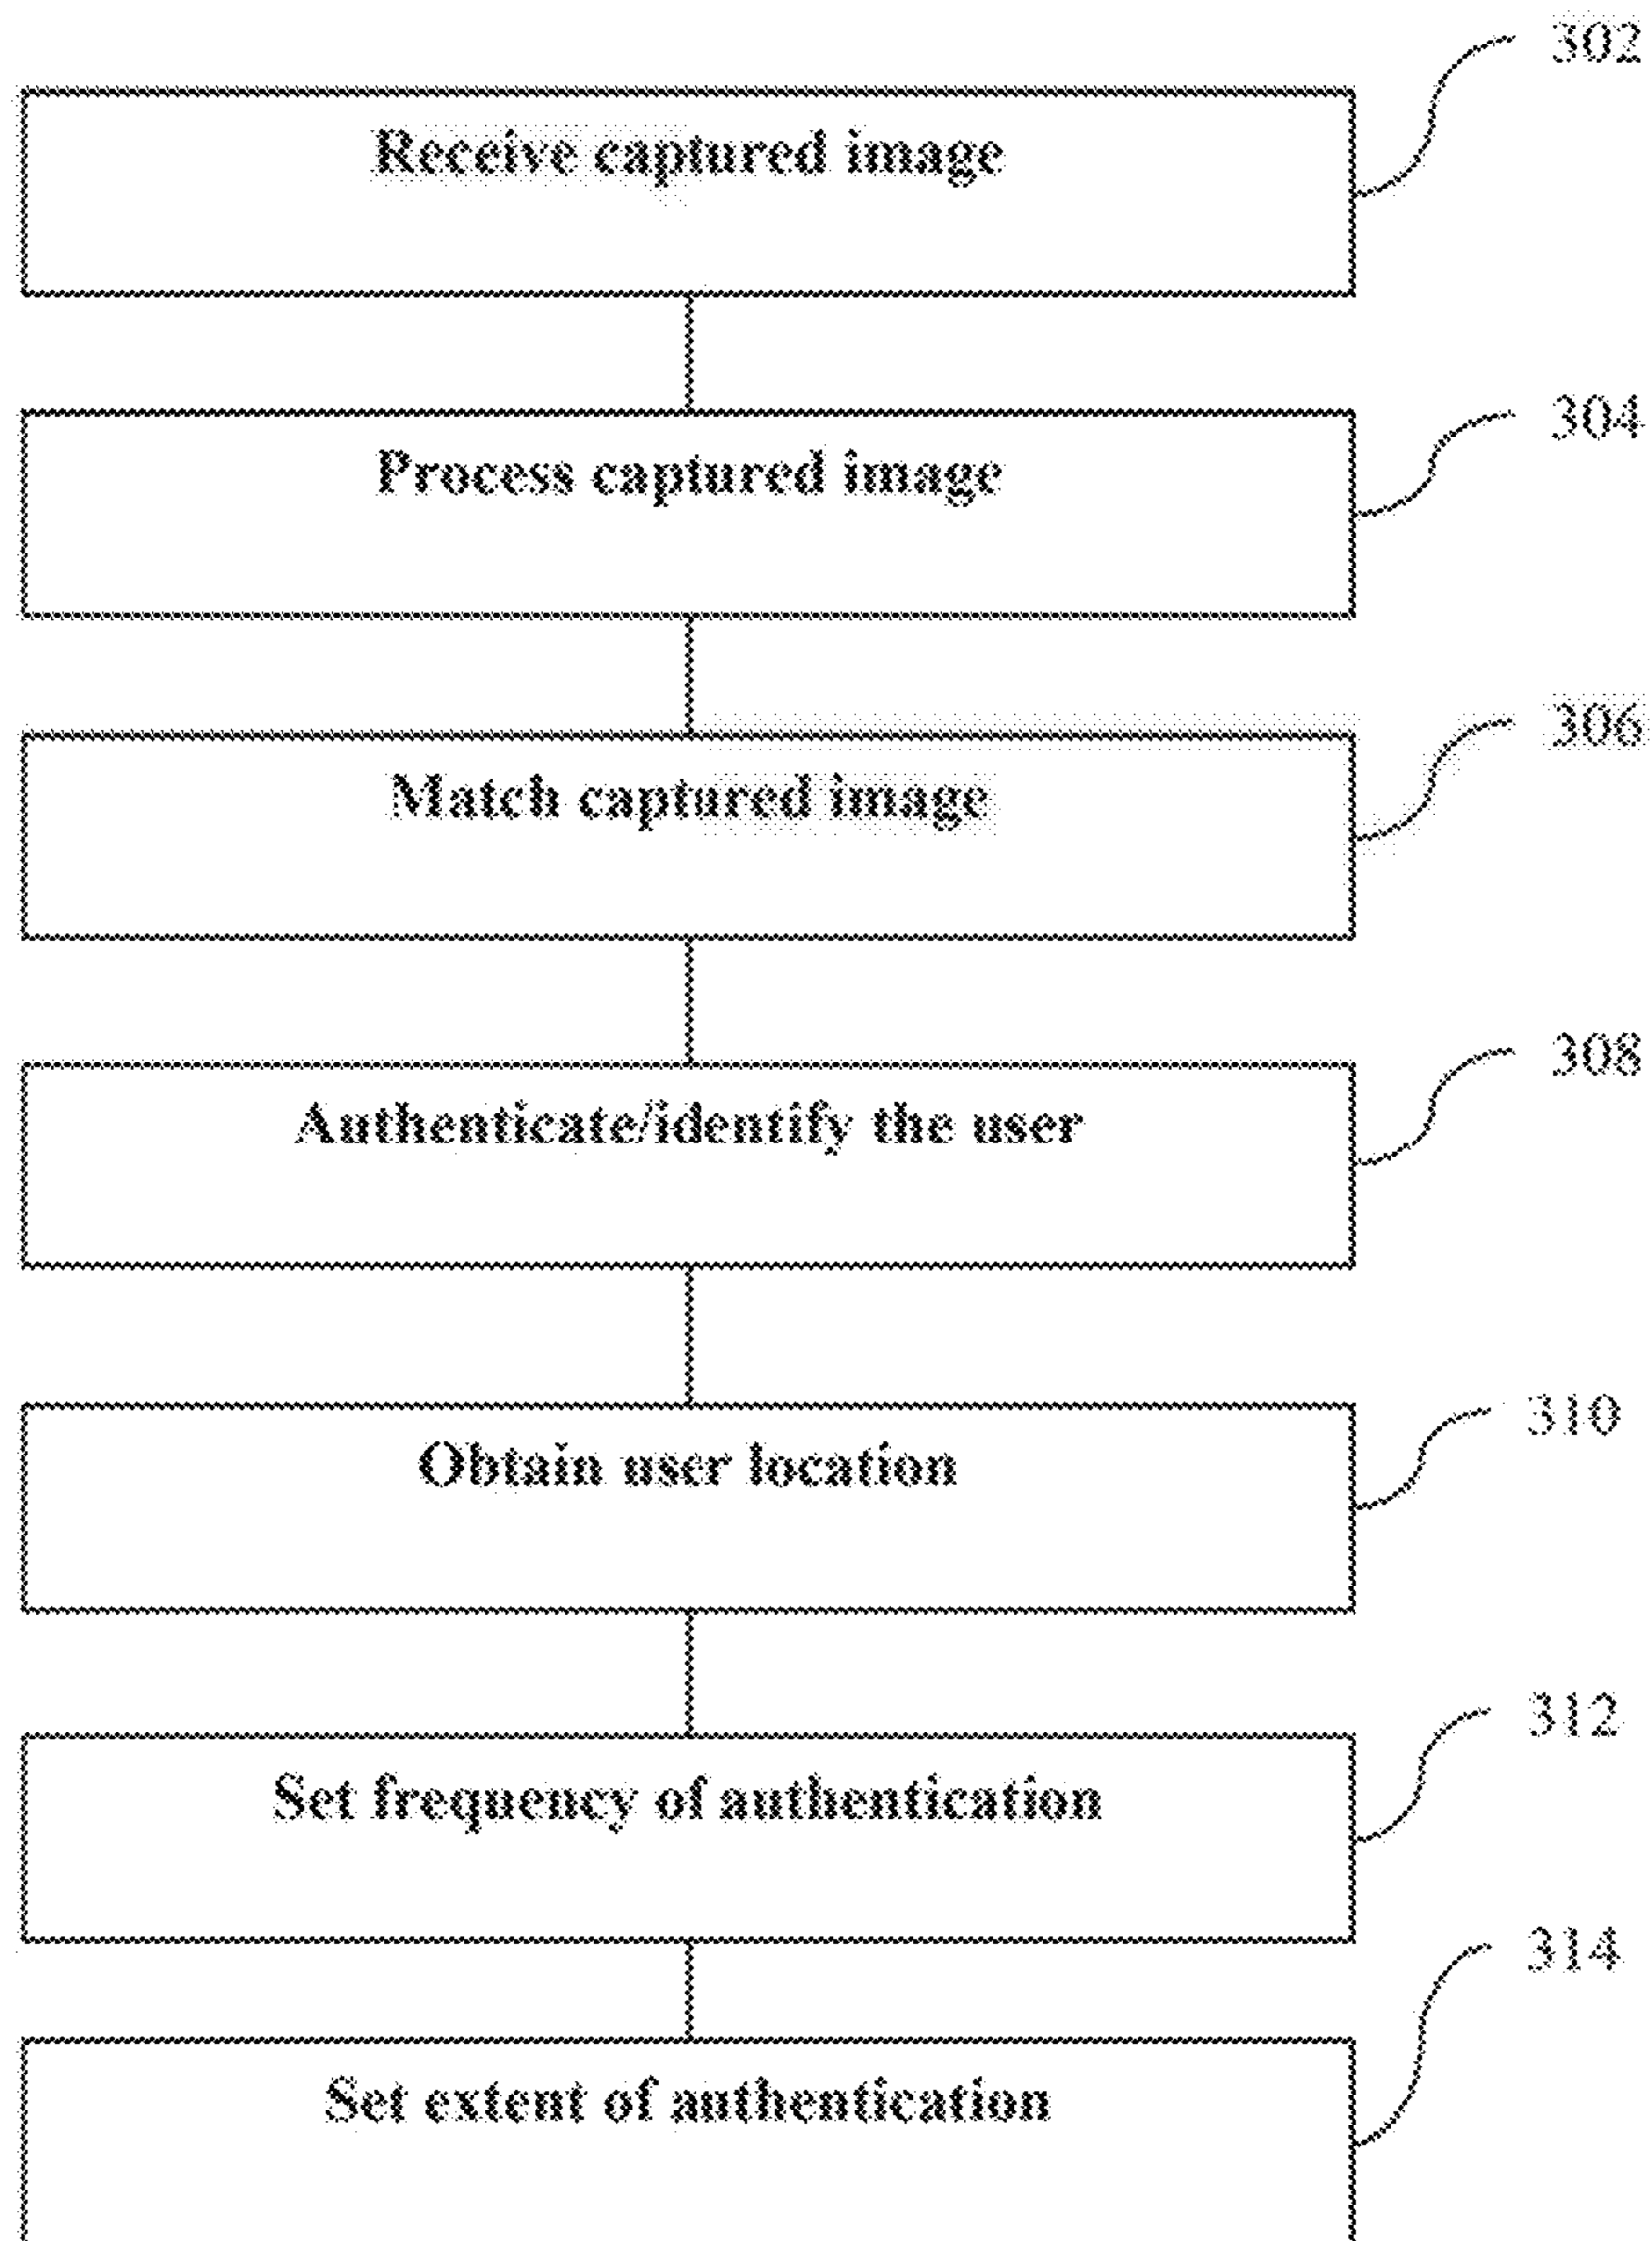 302
Receive captured image
304
Process captured image
306
Match captured image
308
Authenticate/identify the user
310
Obtain user location
312
Set frequency of authentication
314
Set extent of authentication